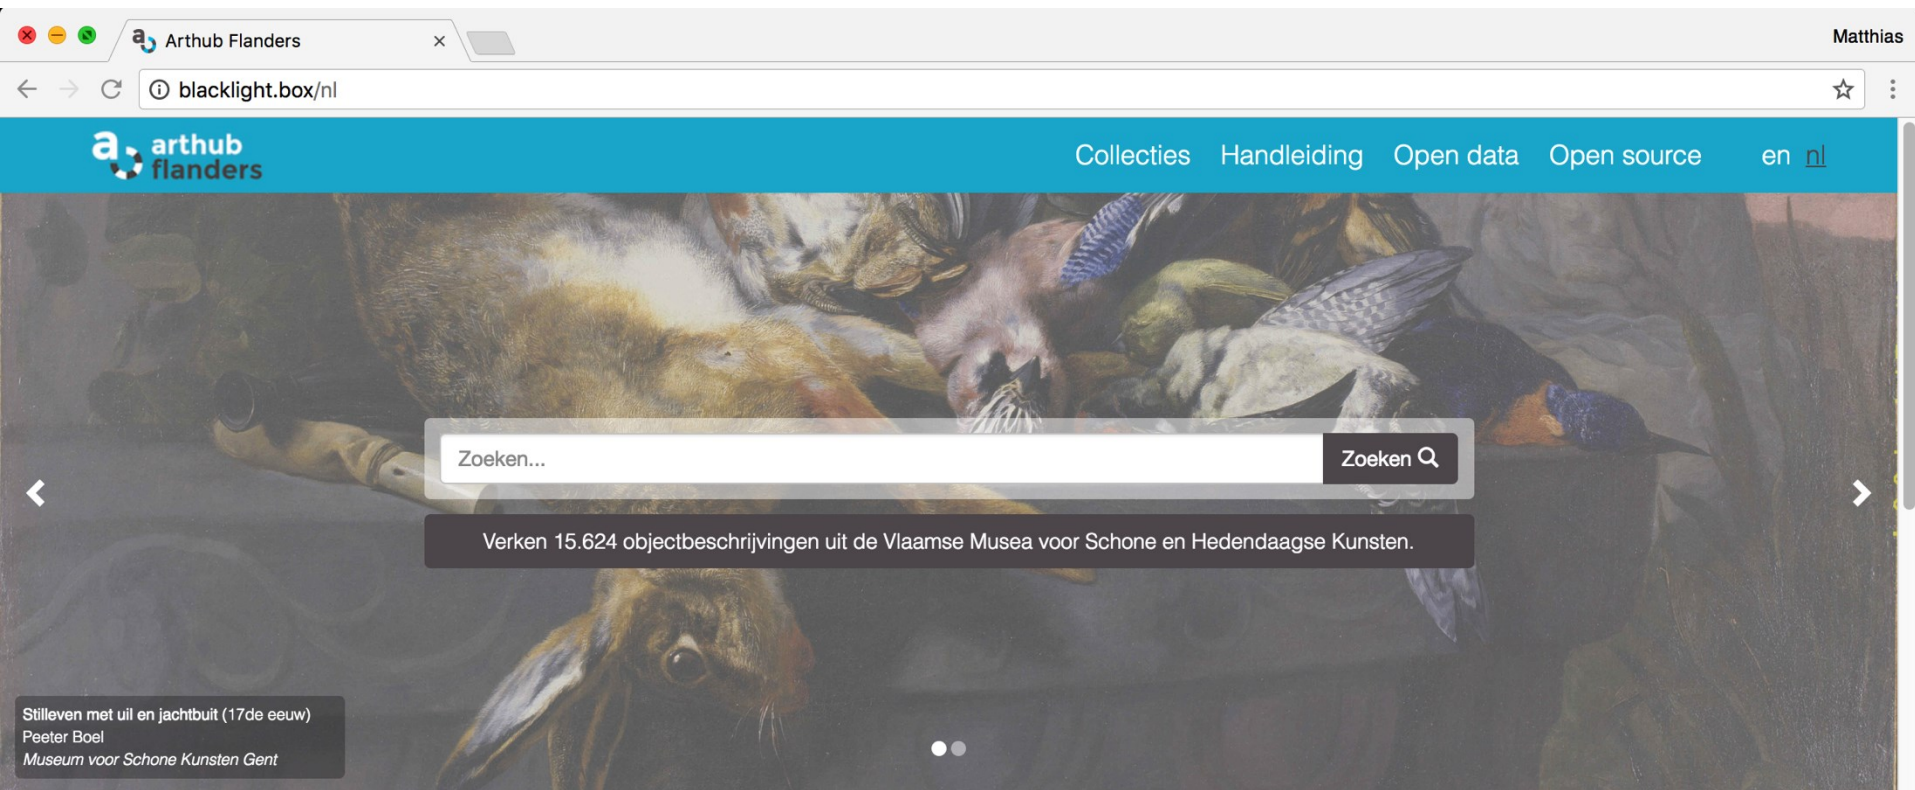 Arthub Flanders
Matthias
blacklight.box/nl
arthub
flanders
Collecties Handleiding Open data Open source en nl
Zoeken...
Zoeken
Verken 15.624 objectbeschrijvingen uit de Vlaamse Musea voor Schone en Hedendaagse Kunsten.
Stilleven met uil en jachtbuit (17de eeuw)
Peeter Boel
Museum voor Schone Kunsten Gent